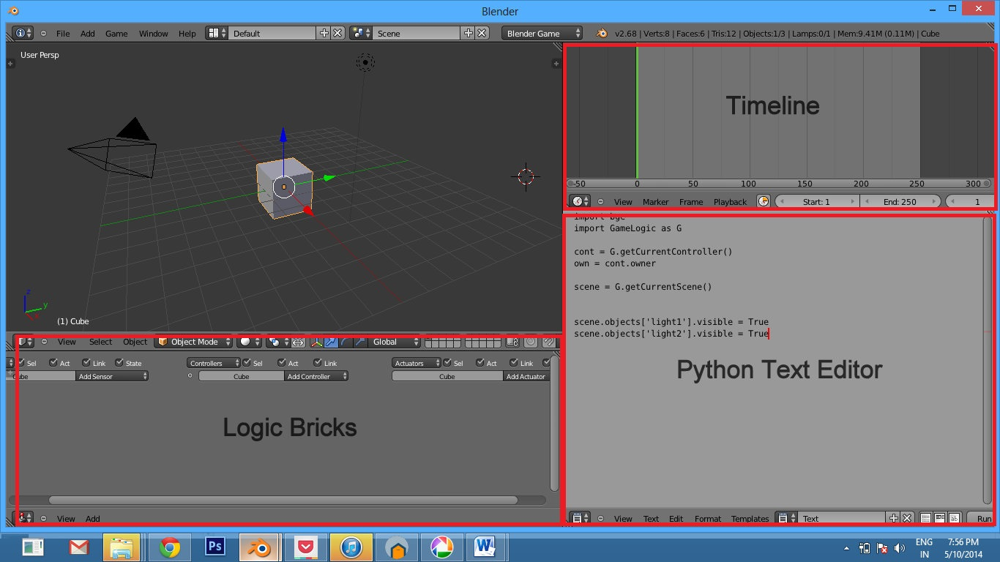 Blender
File Add Game Window Help Default Scene Blender Game v2.68 | Verts:8 | Faces:6 | Tris:12 | Objects:1/3 | Lamps:0/1 | Mem:9.41M (0.11M) | Cube
User Persp
z
y
x
(1) Cube
View Select Object Object Mode Global
Sel Act Link State Controllers Sel Act Link Actuators Sel Act Link
Cube Add Sensor Cube Add Controller Cube Add Actuator
Logic Bricks
View Add
Timeline
-50 0 50 100 150 200 250 300
View Marker Frame Playback Start: 1 End: 250 1
import bge
import GameLogic as G
cont = G.getCurrentController()
own = cont.owner
scene = G.getCurrentScene()
scene.objects['light1'].visible = True
scene.objects['light2'].visible = True
Python Text Editor
View Text Edit Format Templates Text ab Run
Ps W
ENG 7:56 PM
IN 5/10/2014